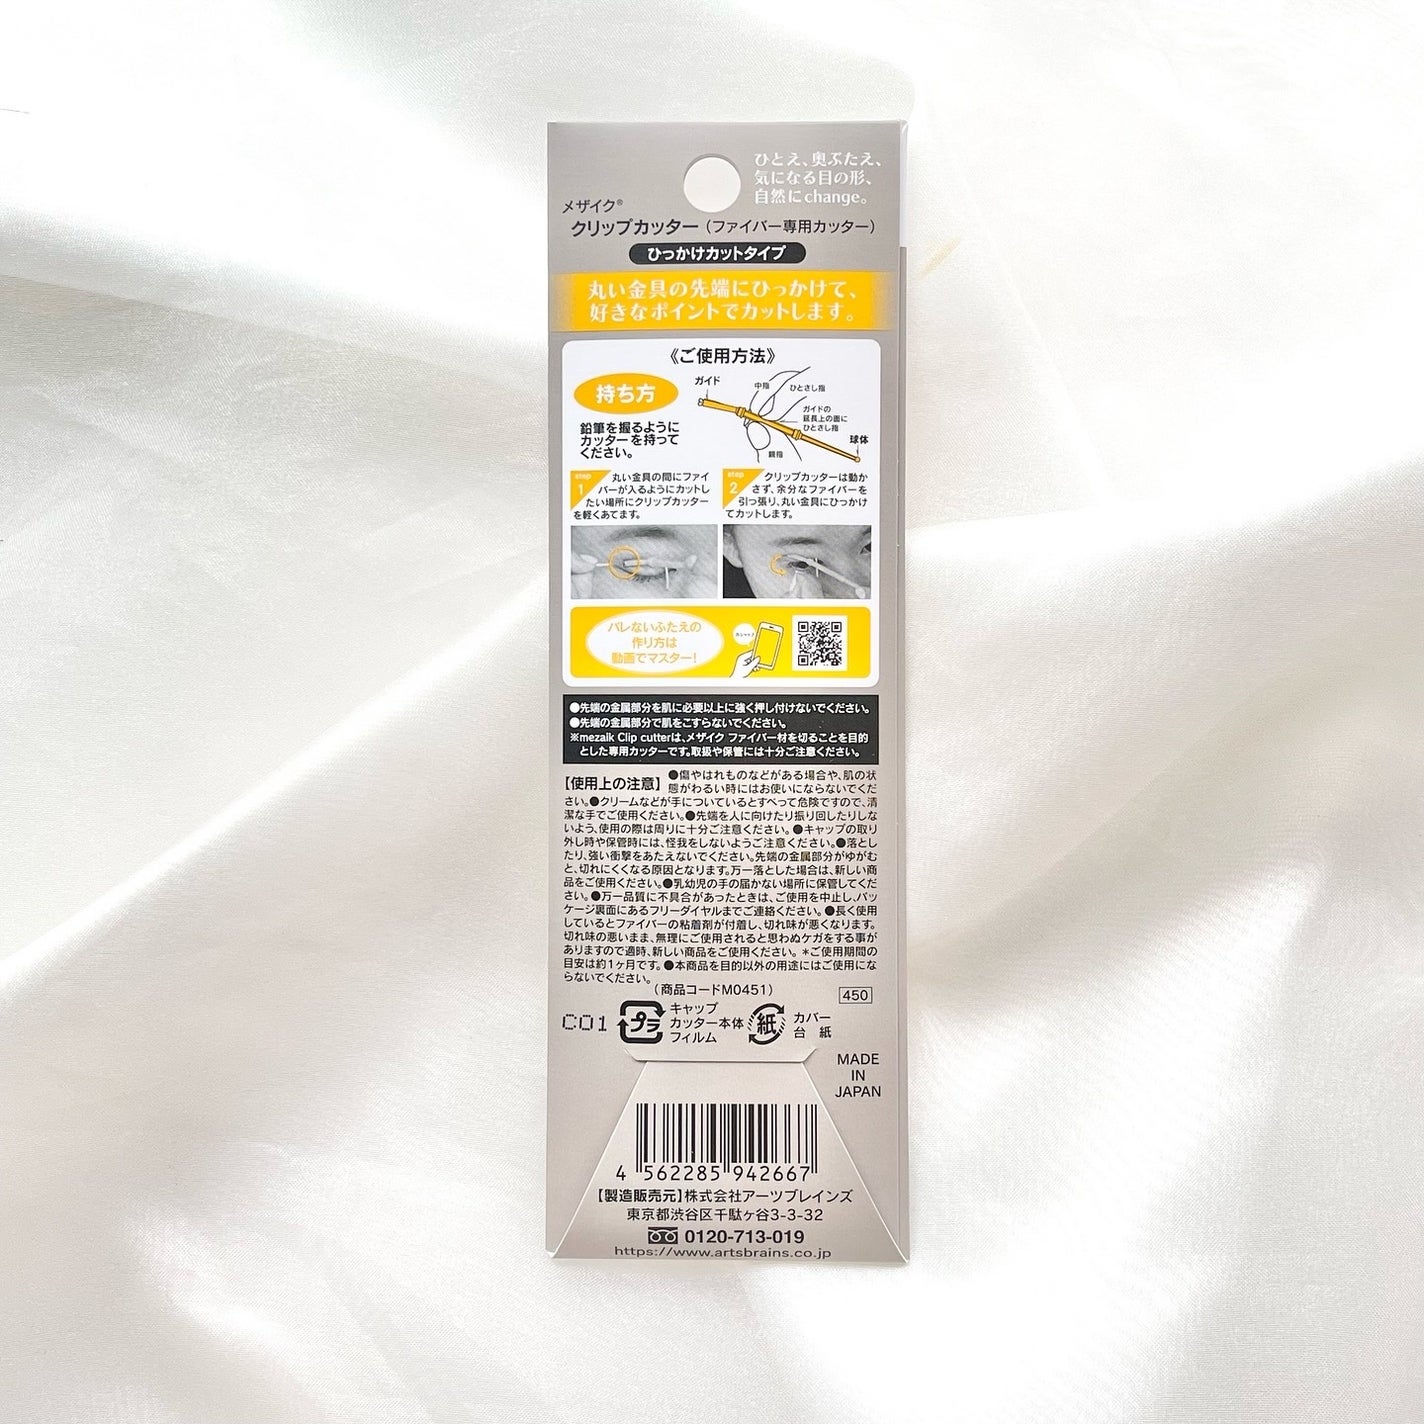 ひとえ、奥ぶたえ、
気になる目の形、
自然にchange。
メザイク®
クリップカッター（ファイバー専用カッター）
ひっかけカットタイプ
丸い金具の先端にひっかけて、
好きなポイントでカットします。
《ご使用方法》
持ち方
鉛筆を握るように
カッターを持って
ください。
ガイド
中指
ひとさし指
ガイドの
延長上の面に
ひとさし指
球体
親指
step
1
丸い金具の間にファイ
バーが入るようにカットし
たい場所にクリップカッター
を軽くあてます。
step
2
クリップカッターは動か
さず、余分なファイバーを
引っ張り、丸い金具にひっかけ
てカットします。
バレないふたえの
作り方は
動画でマスター!
●先端の金属部分を肌に必要以上に強く押し付けないでください。
●先端の金属部分で肌をこすらないでください。
※mezaik Clip cutterは、メザイク ファイバー材を切ることを目的
とした専用カッターです。取扱や保管には十分ご注意ください。
【使用上の注意】●傷やはれものなどがある場合や、肌の状
態がわるい時にはお使いにならないでくだ
さい。●クリームなどが手についているとすべって危険ですので、清
潔な手でご使用ください。●先端を人に向けたり振り回したりしな
いよう、使用の際は周りに十分ご注意ください。●キャップの取り
外し時や保管時には、怪我をしないようご注意ください。●落とし
たり、強い衝撃をあたえないでください。先端の金属部分がゆがむ
と、切れにくくなる原因となります。万一落とした場合は、新しい商
品をご使用ください。●乳幼児の手の届かない場所に保管してくだ
さい。●万一品質に不具合があったときは、ご使用を中止し、パッ
ケージ裏面にあるフリーダイヤルまでご連絡ください。●長く使用
しているとファイバーの粘着剤が付着し、切れ味が悪くなります。
切れ味の悪いまま、無理にご使用されると思わぬケガをする事が
ありますので適時、新しい商品をご使用ください。＊ご使用期間の
目安は約1ヶ月です。●本商品を目的以外の用途にはご使用にな
らないでください。
（商品コードM0451）
450
C01
プラ
キャップ
カッター本体
フィルム
紙
カバー
台　紙
MADE
IN
JAPAN
4 562285 942667
【製造販売元】株式会社アーツブレインズ
東京都渋谷区千駄ヶ谷3-3-32
0120-713-019
https://www.artsbrains.co.jp